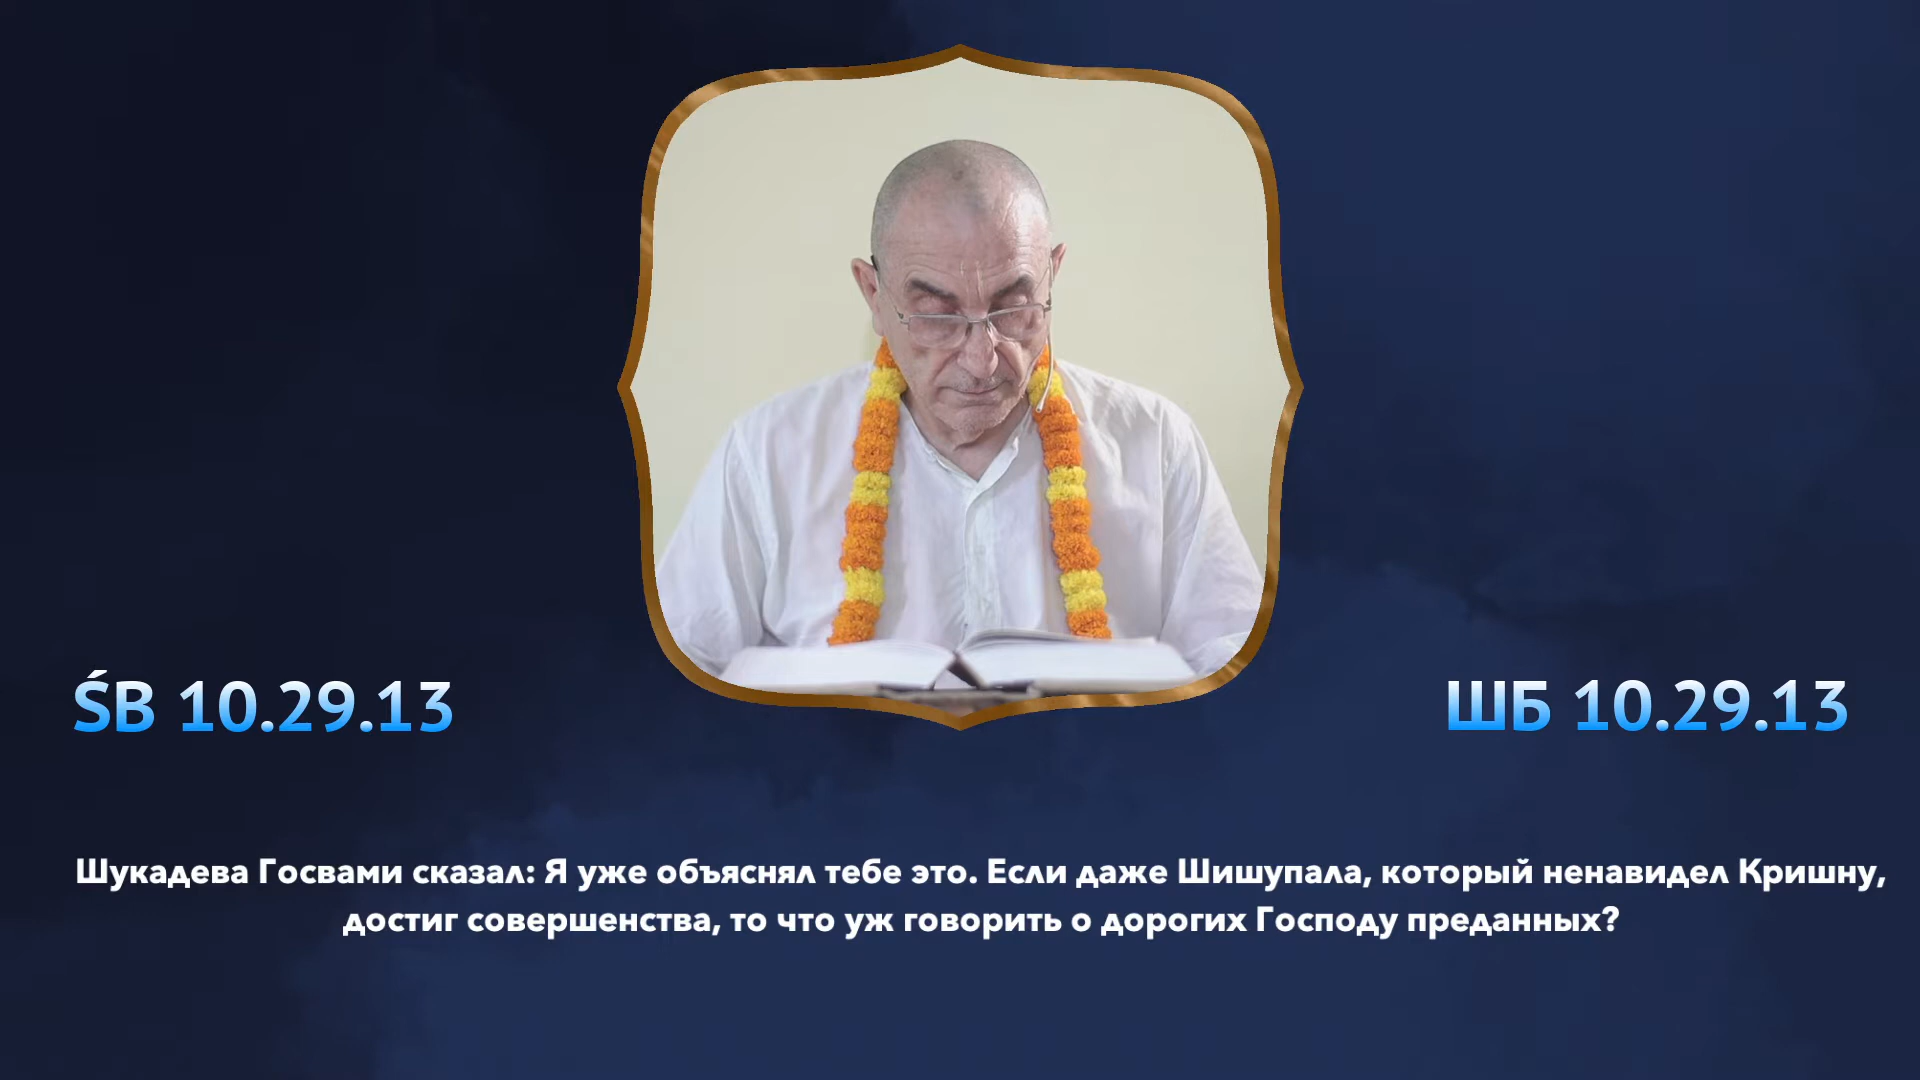 ŚB 10.29.13
ШБ 10.29.13
Шукадева Госвами сказал: Я уже объяснял тебе это. Если даже Шишупала, который ненавидел Кришну,
достиг совершенства, то что уж говорить о дорогих Господу преданных?